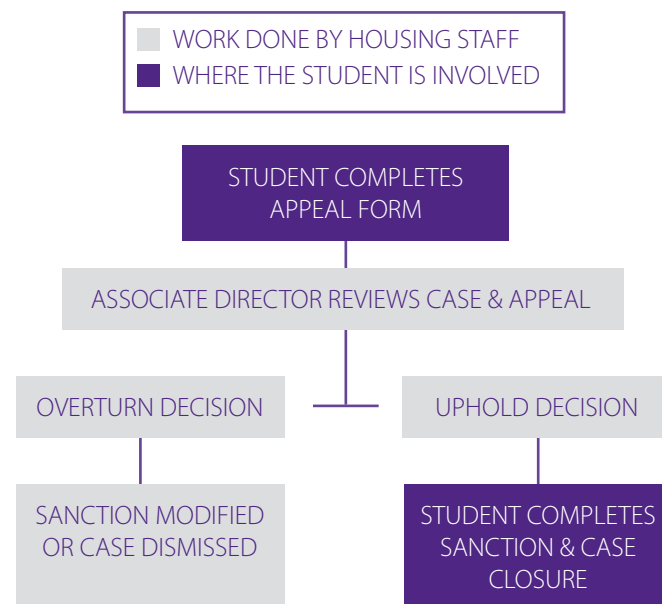 WORK DONE BY HOUSING STAFF
WHERE THE STUDENT IS INVOLVED
STUDENT COMPLETES
APPEAL FORM
ASSOCIATE DIRECTOR REVIEWS CASE & APPEAL
OVERTURN DECISION
UPHOLD DECISION
SANCTION MODIFIED
OR CASE DISMISSED
STUDENT COMPLETES
SANCTION & CASE
CLOSURE